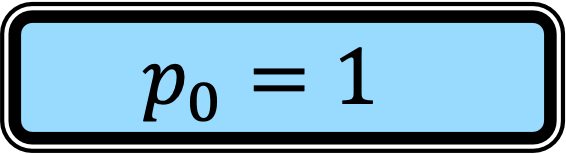 p₀ = 1